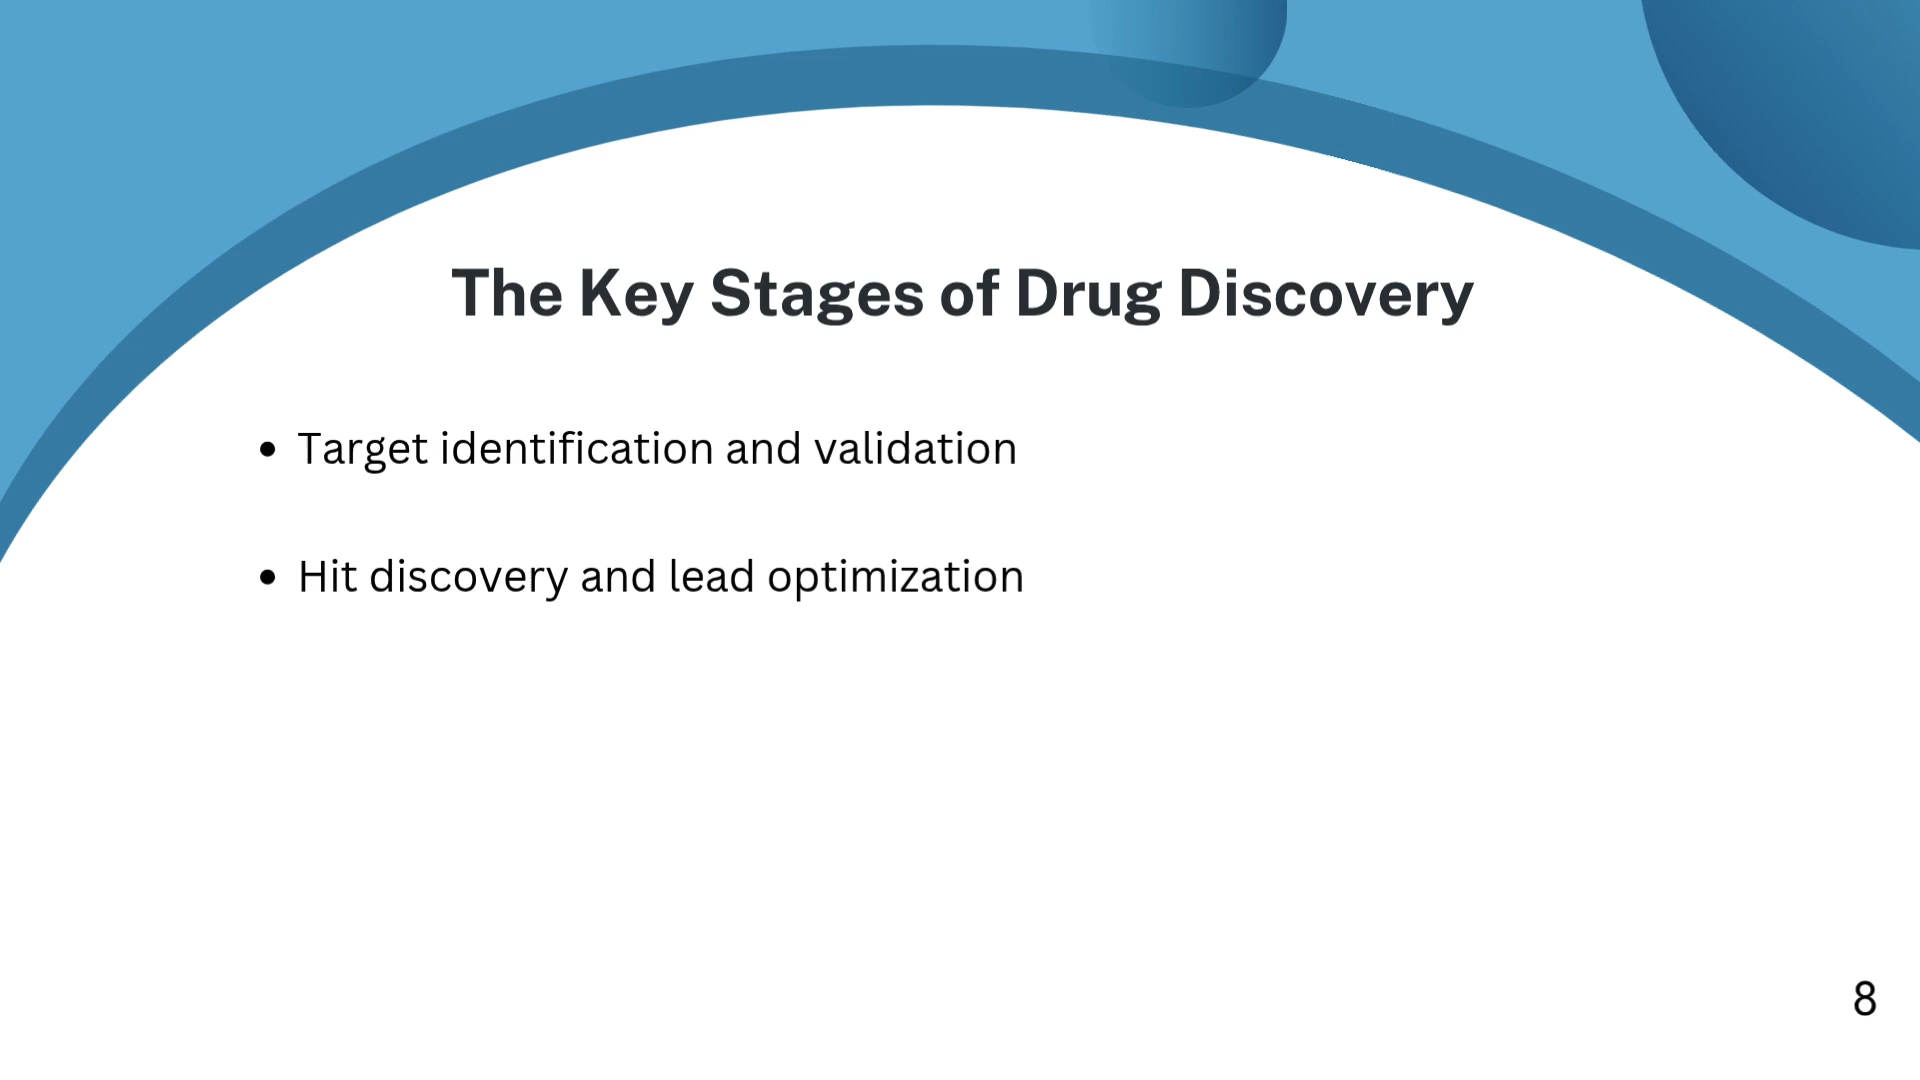 The Key Stages of Drug Discovery
• Target identification and validation
• Hit discovery and lead optimization
8